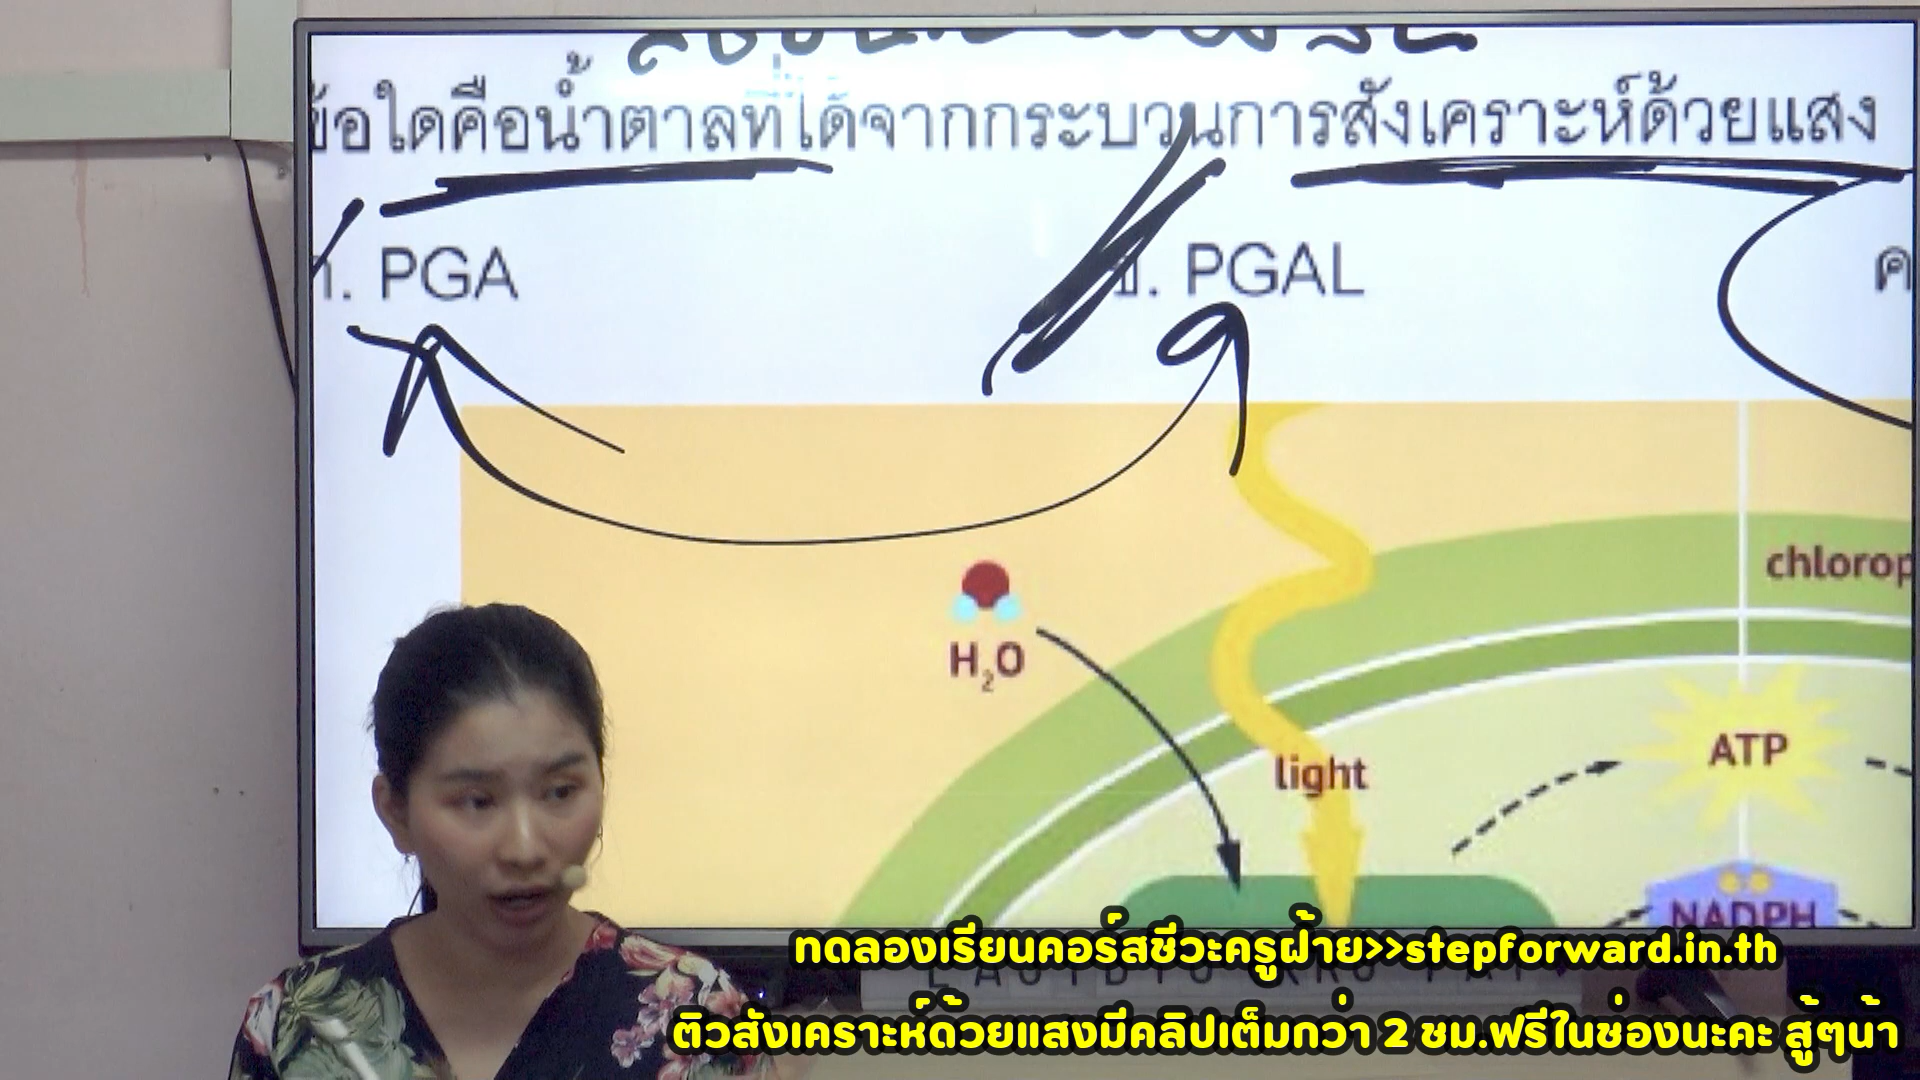 ข้อใดคือน้ำตาลที่ได้จากกระบวนการสังเคราะห์ด้วยแสง
ก. PGA
ข. PGAL
ค
H₂O
chlorop
light
ATP
NADPH
ทดลองเรียนคอร์สชีวะครูฝ้าย>>stepforward.in.th
ติวสังเคราะห์ด้วยแสงมีคลิปเต็มกว่า 2 ชม.ฟรีในช่องนะคะ สู้ๆน้า